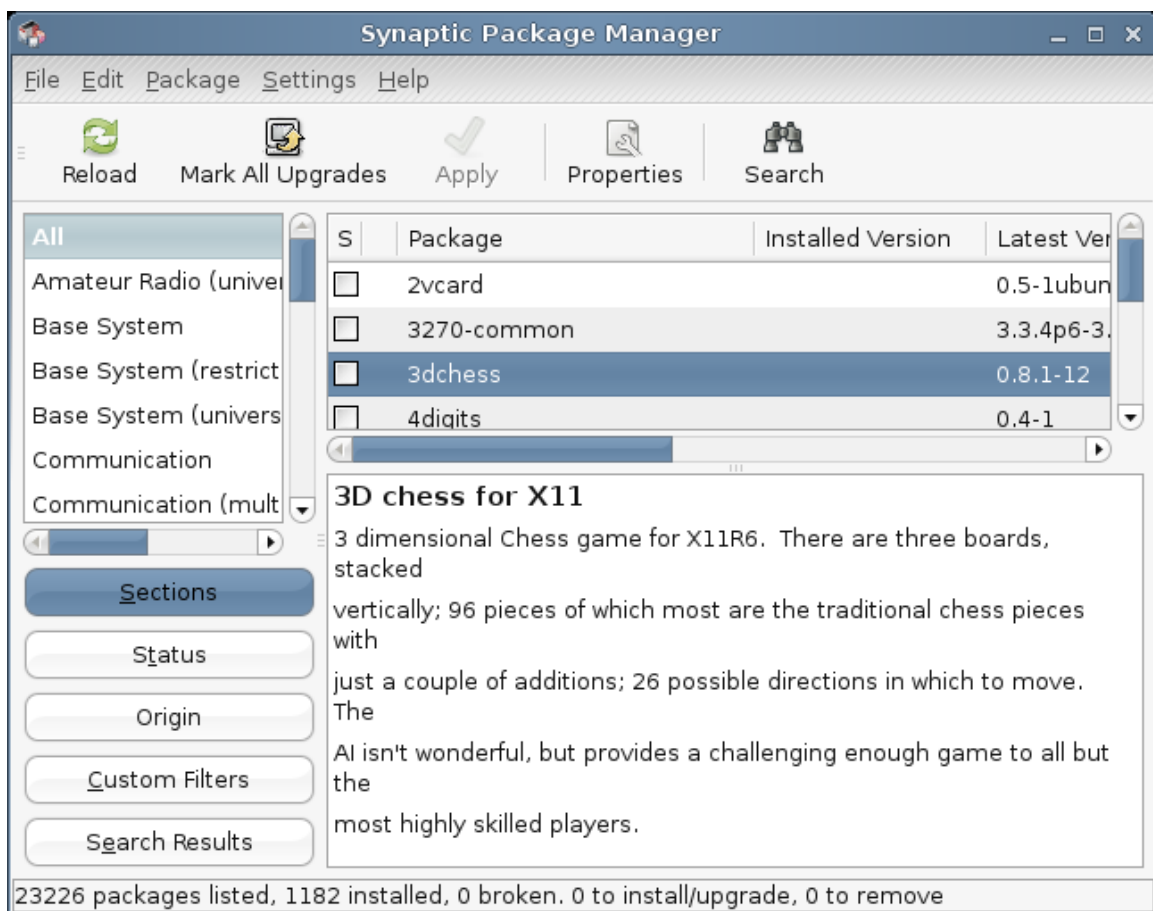 Synaptic Package Manager
File Edit Package Settings Help
Reload Mark All Upgrades Apply Properties Search
All
Amateur Radio (univer
Base System
Base System (restrict
Base System (univers
Communication
Communication (mult
Sections
Status
Origin
Custom Filters
Search Results
S Package Installed Version Latest Ver
2vcard 0.5-1ubun
3270-common 3.3.4p6-3.
3dchess 0.8.1-12
4digits 0.4-1
3D chess for X11
3 dimensional Chess game for X11R6. There are three boards,
stacked
vertically; 96 pieces of which most are the traditional chess pieces
with
just a couple of additions; 26 possible directions in which to move.
The
AI isn't wonderful, but provides a challenging enough game to all but
the
most highly skilled players.
23226 packages listed, 1182 installed, 0 broken. 0 to install/upgrade, 0 to remove